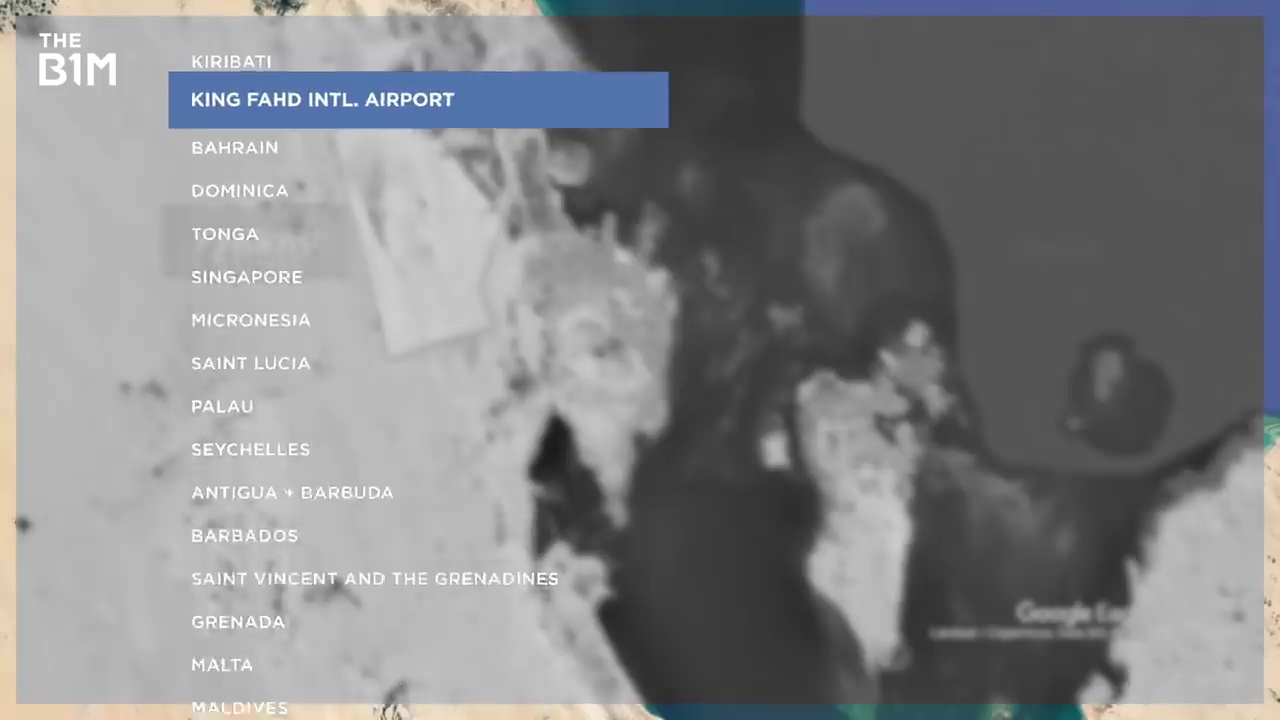 THE
B1M
KIRIBATI
KING FAHD INTL. AIRPORT
BAHRAIN
DOMINICA
TONGA
SINGAPORE
MICRONESIA
SAINT LUCIA
PALAU
SEYCHELLES
ANTIGUA + BARBUDA
BARBADOS
SAINT VINCENT AND THE GRENADINES
GRENADA
MALTA
MALDIVES
Google